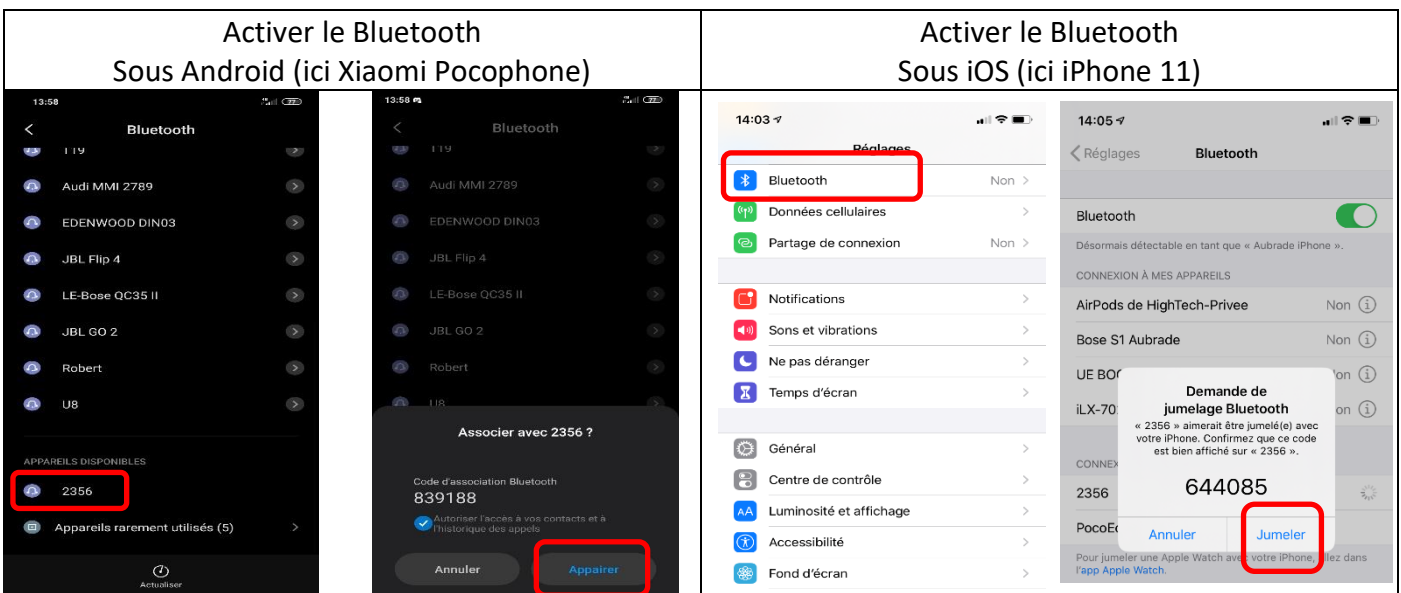 Activer le Bluetooth
Sous Android (ici Xiaomi Pocophone)
Activer le Bluetooth
Sous iOS (ici iPhone 11)
13:58
Bluetooth
Audi MMI 2789
EDENWOOD DIN03
JBL Flip 4
LE-Bose QC35 II
JBL GO 2
Robert
U8
APPAREILS DISPONIBLES
2356
Appareils rarement utilisés (5)
Actualiser
13:58
Bluetooth
T19
Audi MMI 2789
EDENWOOD DIN03
JBL Flip 4
LE-Bose QC35 II
JBL GO 2
Robert
U8
Associer avec 2356 ?
Code d'association Bluetooth
839188
Autoriser l'accès à vos contacts et à
l'historique des appels
Annuler
Appairer
14:03
Réglages
Bluetooth Non
Données cellulaires
Partage de connexion Non
Notifications
Sons et vibrations
Ne pas déranger
Temps d'écran
Général
Centre de contrôle
Luminosité et affichage
AA
Accessibilité
Fond d'écran
14:05
Réglages Bluetooth
Bluetooth
Désormais détectable en tant que « Aubrade iPhone ».
CONNEXION À MES APPAREILS
AirPods de HighTech-Privee Non
Bose S1 Aubrade Non
UE BOO
iLX-70
Demande de
jumelage Bluetooth
« 2356 » aimerait être jumelé(e) avec
votre iPhone. Confirmez que ce code
est bien affiché sur « 2356 ».
644085
Annuler Jumeler
CONNEX
2356
PocoEc
Pour jumeler une Apple Watch avec votre iPhone, allez dans
l'app Apple Watch.